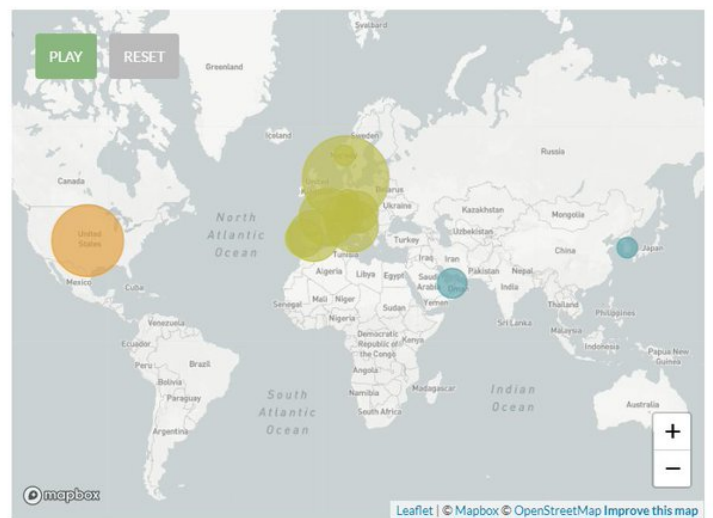 Svalbard
PLAY
RESET
Greenland
Iceland
Sweden
Russia
Canada
Belarus
Ukraine
North
Atlantic
Ocean
United
States
Kazakhstan
Mongolia
Uzbekistan
Turkey
China
Japan
Tunisia
Iraq
Iran
Mexico
Cuba
Algeria
Libya
Egypt
Saudi
Arabia
Oman
Pakistan
Nepal
India
Senegal
Mali
Niger
Sudan
Yemen
Thailand
Philippines
Nigeria
Sri Lanka
Venezuela
Malaysia
Ecuador
Democratic
Republic of
the Congo
Kenya
Indonesia
Papua New
Guinea
Peru
Brazil
Angola
Bolivia
Paraguay
Namibia
Madagascar
South
Atlantic
Ocean
Indian
Ocean
Australia
South Africa
Argentina
+
−
mapbox
Leaflet | © Mapbox © OpenStreetMap Improve this map